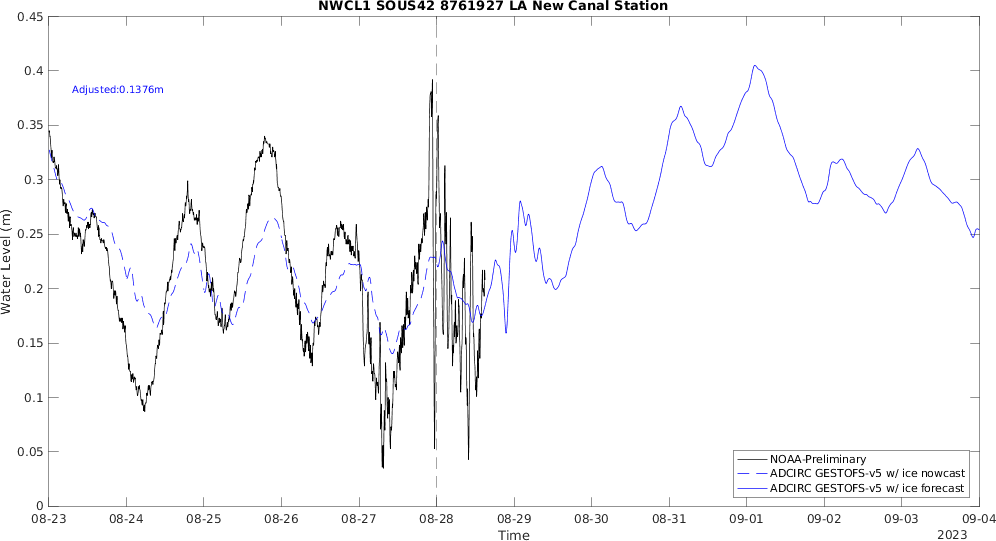 NWCL1 SOUS42 8761927 LA New Canal Station
0.45
0.4
0.35
0.3
0.25
0.2
0.15
0.1
0.05
0
Water Level (m)
Adjusted:0.1376m
NOAA-Preliminary
ADCIRC GESTOFS-v5 w/ ice nowcast
ADCIRC GESTOFS-v5 w/ ice forecast
08-23 08-24 08-25 08-26 08-27 08-28 08-29 08-30 08-31 09-01 09-02 09-03 09-04
Time
2023